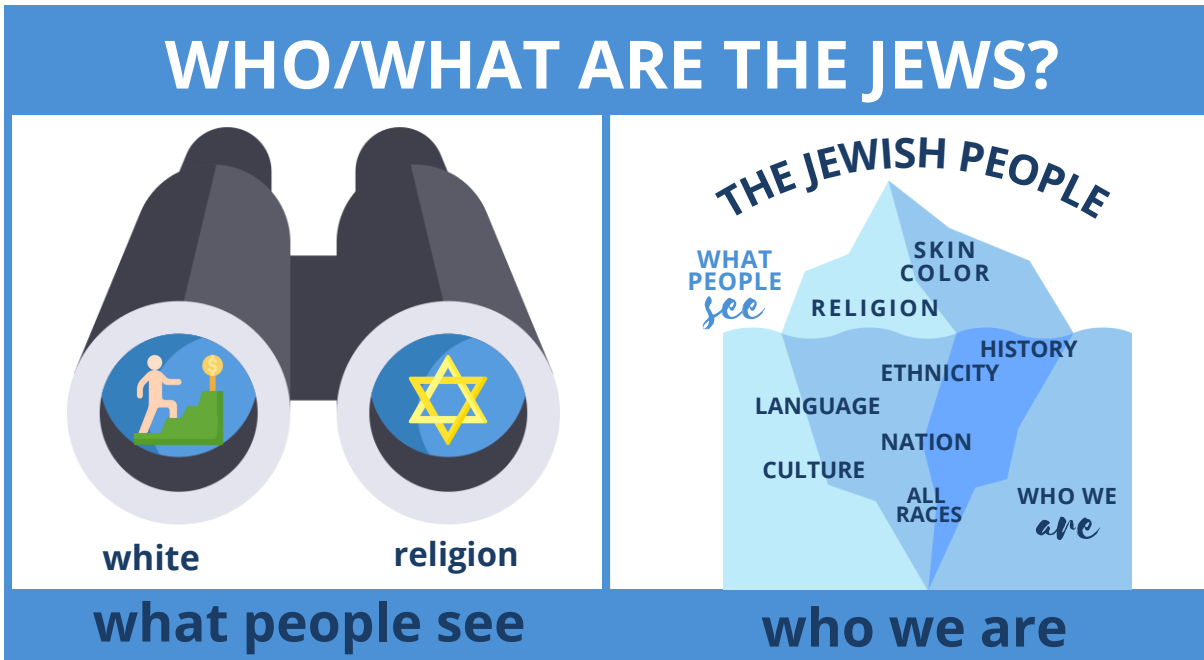 WHO/WHAT ARE THE JEWS?
white
religion
what people see
THE JEWISH PEOPLE
WHAT
PEOPLE
see
SKIN
COLOR
RELIGION
HISTORY
ETHNICITY
LANGUAGE
NATION
CULTURE
ALL
RACES
WHO WE
are
who we are